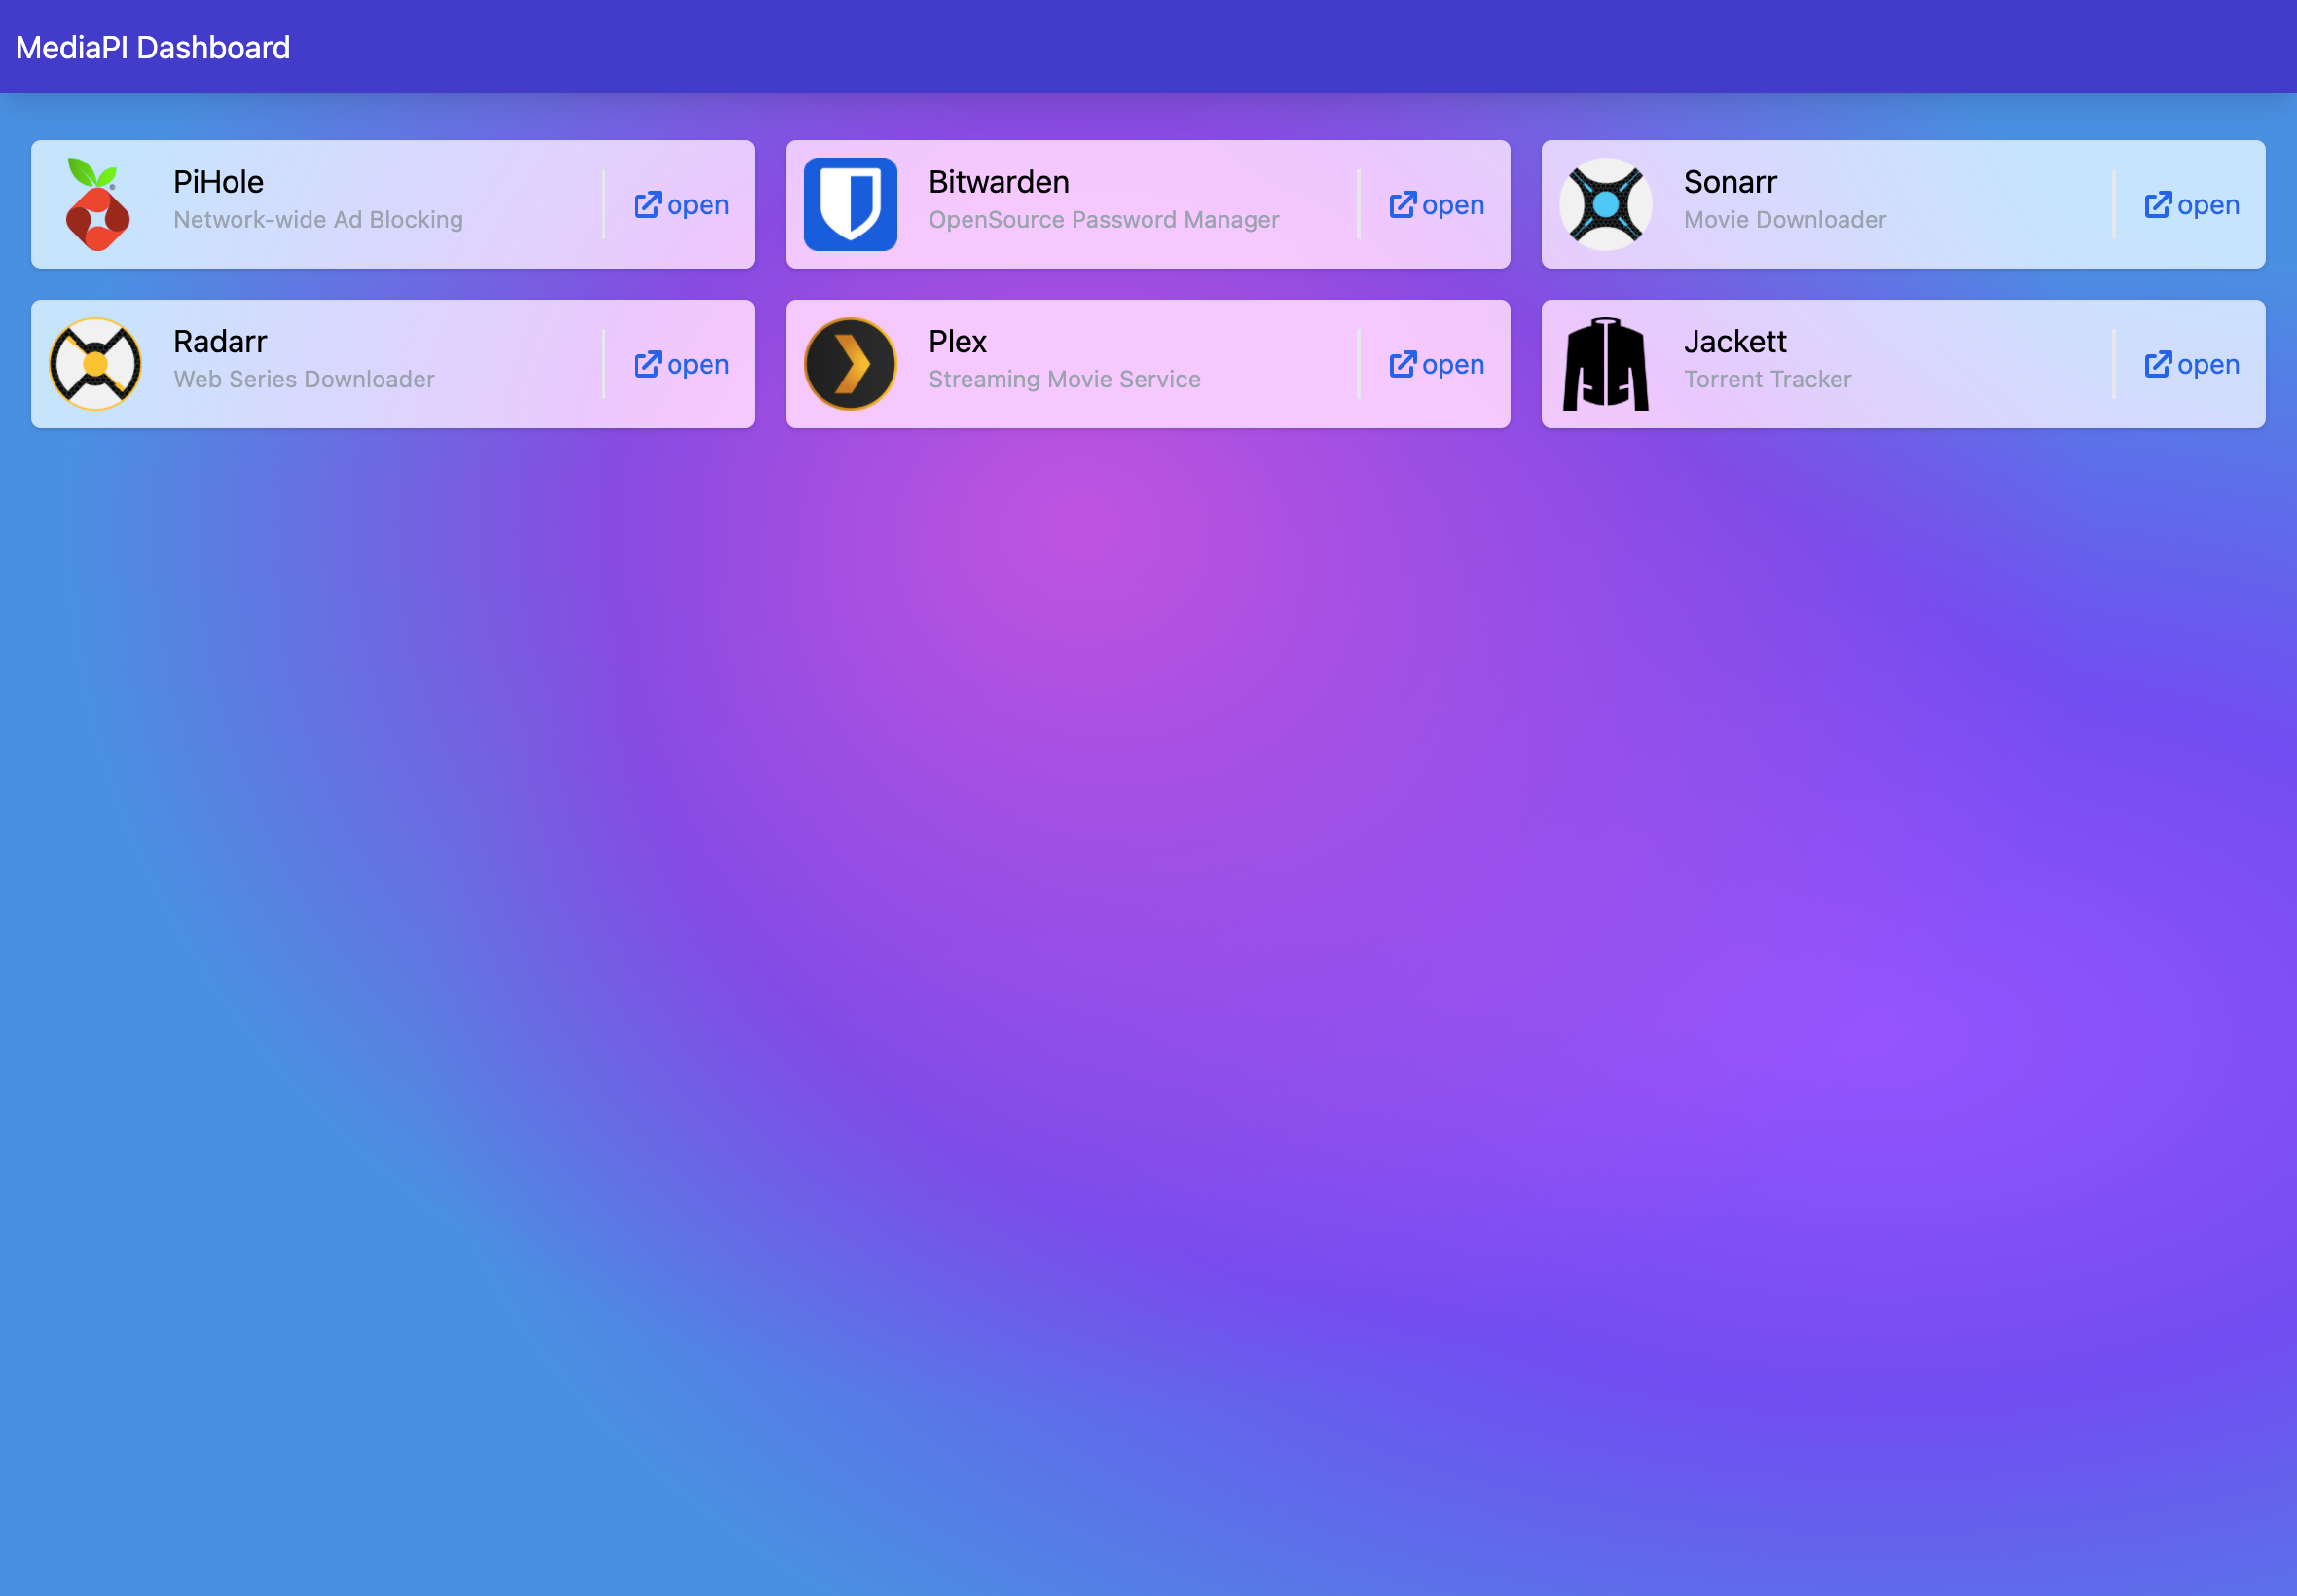 MediaPI Dashboard
PiHole
Network-wide Ad Blocking
open
Bitwarden
OpenSource Password Manager
open
Sonarr
Movie Downloader
open
Radarr
Web Series Downloader
open
Plex
Streaming Movie Service
open
Jackett
Torrent Tracker
open